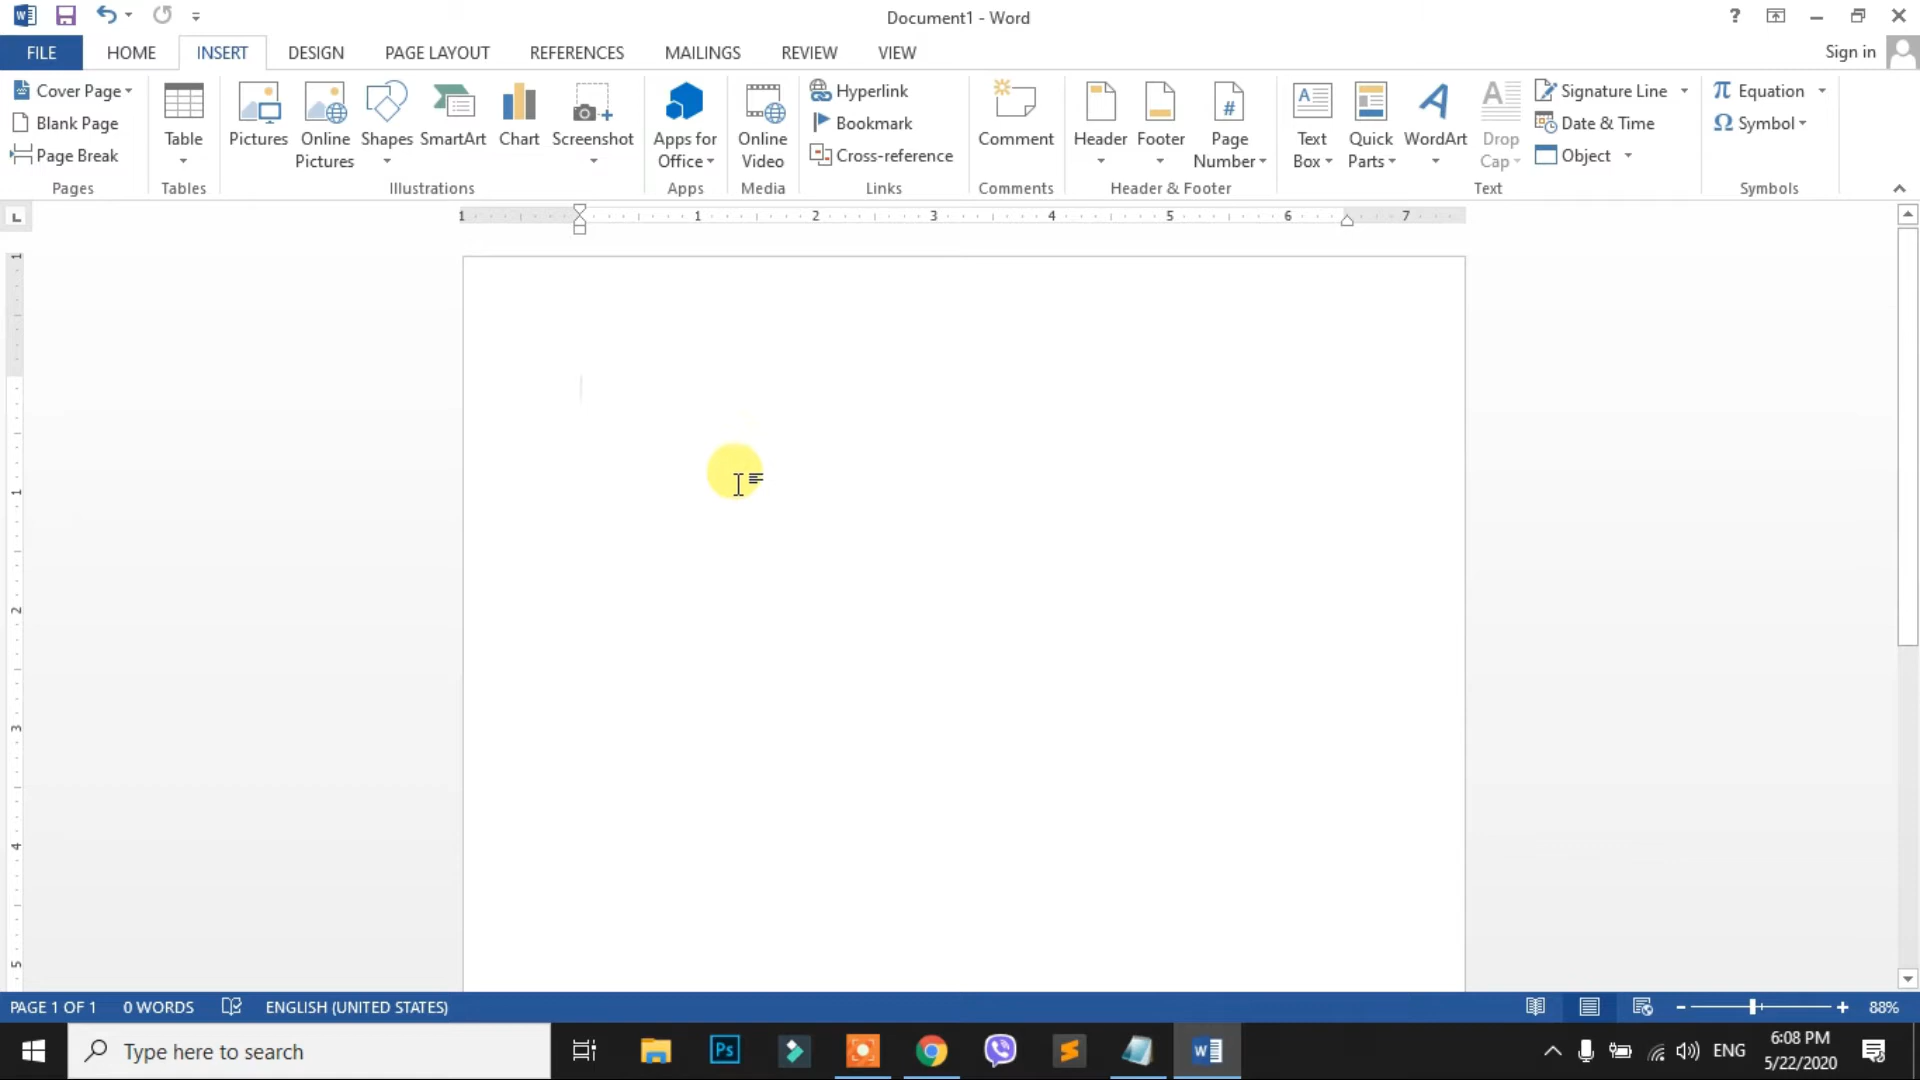 Document1 - Word
FILE HOME INSERT DESIGN PAGE LAYOUT REFERENCES MAILINGS REVIEW VIEW Sign in
Cover Page
Blank Page
Page Break
Pages
Table
Tables
Pictures
Online Pictures
Shapes
SmartArt
Chart
Screenshot
Illustrations
Apps for Office
Apps
Online Video
Media
Hyperlink
Bookmark
Cross-reference
Links
Comment
Comments
Header
Footer
Page Number
Header & Footer
Text Box
Quick Parts
WordArt
Drop Cap
Signature Line
Date & Time
Object
Text
Equation
Symbol
Symbols
1 1 2 3 4 5 6 7
1
1
2
3
4
5
PAGE 1 OF 1 0 WORDS ENGLISH (UNITED STATES) 88%
Type here to search
Ps
ENG
6:08 PM
5/22/2020